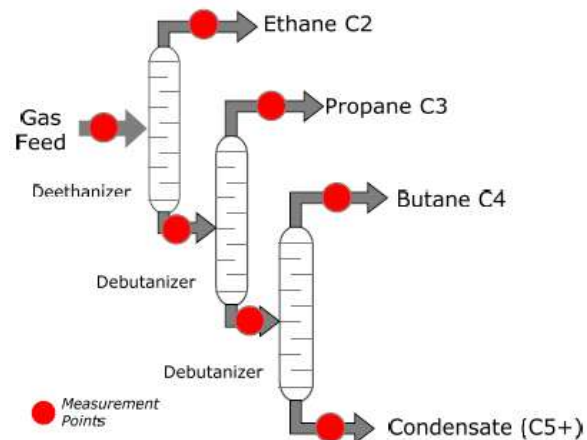 Ethane C2
Gas
Feed
Propane C3
Deethanizer
Butane C4
Debutanizer
Debutanizer
Measurement
Points
Condensate (C5+)